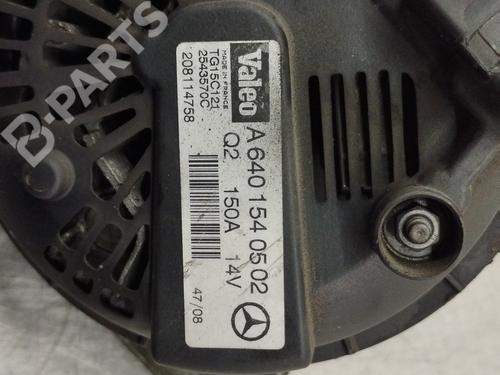 Valeo
MADE IN FRANCE
TG15C121
2543570C
208114758
A 640 154 05 02
Q2 150A 14V
47/08
B-PARTS